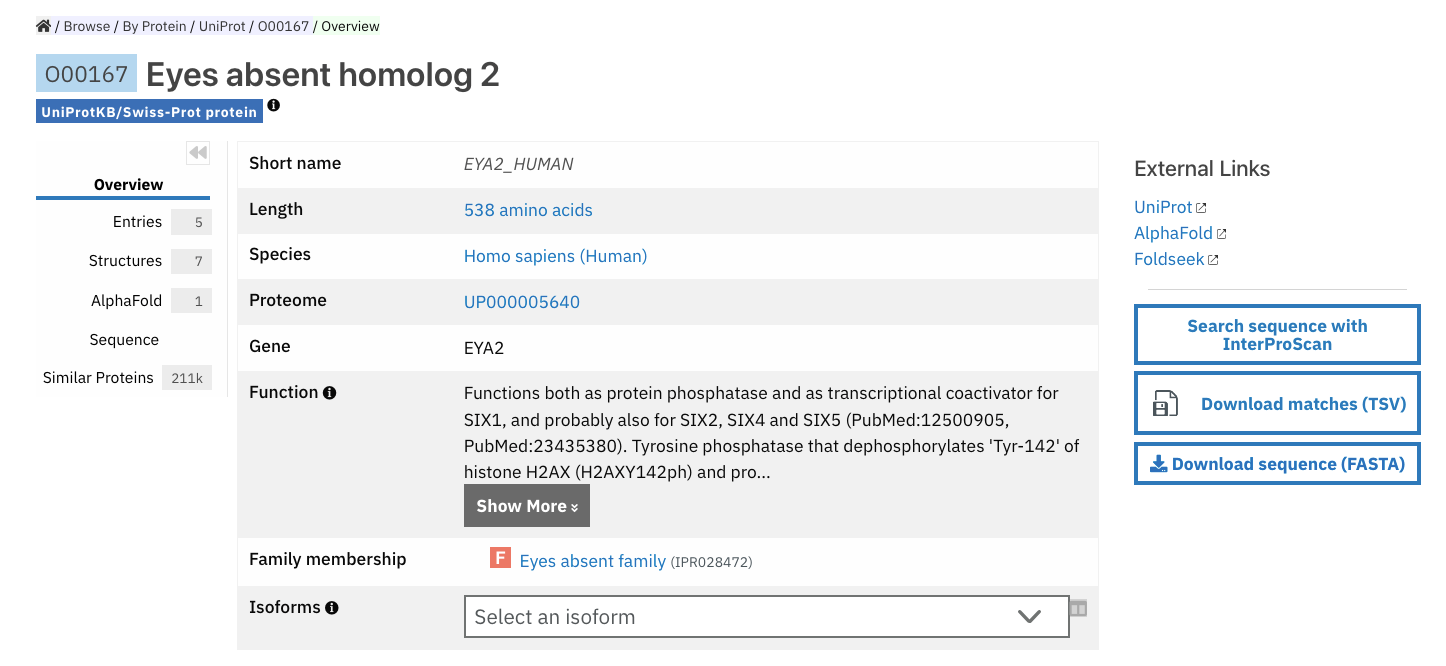 / Browse / By Protein / UniProt / O00167 / Overview
O00167 Eyes absent homolog 2
UniProtKB/Swiss-Prot protein
Overview
Entries 5
Structures 7
AlphaFold 1
Sequence
Similar Proteins 211k
Short name EYA2_HUMAN
Length 538 amino acids
Species Homo sapiens (Human)
Proteome UP000005640
Gene EYA2
Function Functions both as protein phosphatase and as transcriptional coactivator for
SIX1, and probably also for SIX2, SIX4 and SIX5 (PubMed:12500905,
PubMed:23435380). Tyrosine phosphatase that dephosphorylates 'Tyr-142' of
histone H2AX (H2AXY142ph) and pro...
Show More
Family membership F Eyes absent family (IPR028472)
Isoforms Select an isoform
External Links
UniProt
AlphaFold
Foldseek
Search sequence with
InterProScan
Download matches (TSV)
Download sequence (FASTA)